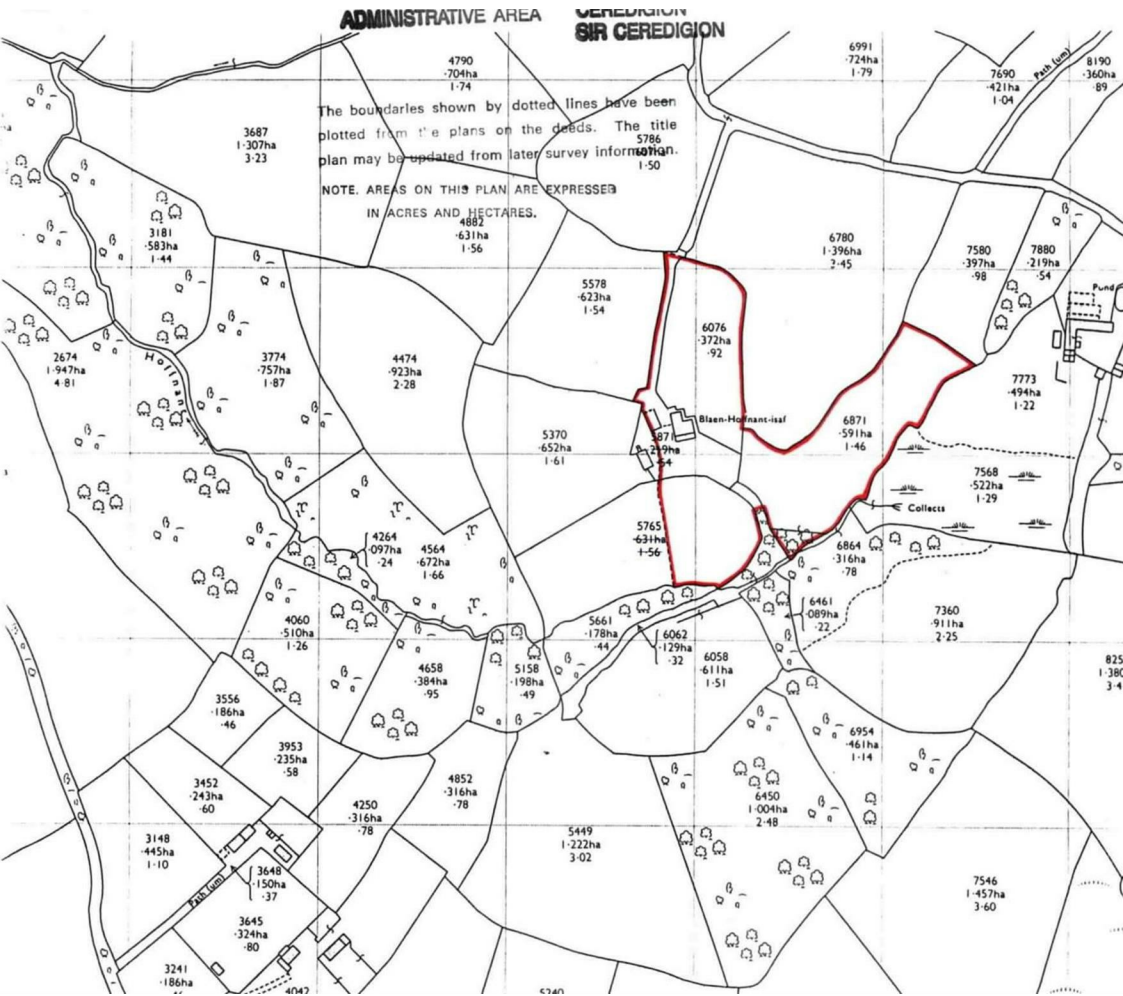 ADMINISTRATIVE AREA
CEREDIGION
SIR CEREDIGION
4790
·704ha
1·74
6991
·724ha
1·79
7690
·421ha
1·04
Path (um)
8190
·360ha
·89
The boundaries shown by dotted lines have been
plotted from the plans on the deeds. The title
plan may be updated from later survey information.
NOTE. AREAS ON THIS PLAN ARE EXPRESSED
IN ACRES AND HECTARES.
3687
1·307ha
3·23
5786
1·50
4882
·631ha
1·56
3181
·583ha
1·44
6780
1·396ha
2·45
7580
·397ha
·98
7880
·219ha
·54
Pund
5578
·623ha
1·54
6076
·372ha
·92
2674
1·947ha
4·81
Hoffnant
3774
·757ha
1·87
4474
·923ha
2·28
7773
·494ha
1·22
Blaen-Hoffnant-isaf
5370
·652ha
1·61
5871
·219ha
·54
6871
·591ha
1·46
7568
·522ha
1·29
Collects
5765
·631ha
1·56
4264
·097ha
·24
4564
·672ha
1·66
6864
·316ha
·78
6461
·089ha
·22
7360
·911ha
2·25
4060
·510ha
1·26
5661
·178ha
·44
6062
·129ha
·32
6058
·611ha
1·51
4658
·384ha
·95
5158
·198ha
·49
825
1·380
3·4
3556
·186ha
·46
3953
·235ha
·58
6954
·461ha
1·14
3452
·243ha
·60
4250
·316ha
·78
4852
·316ha
·78
6450
1·004ha
2·48
3148
·445ha
1·10
5449
1·222ha
3·02
3648
·150ha
·37
Path (um)
7546
1·457ha
3·60
3645
·324ha
·80
3241
·186ha
4042
5240